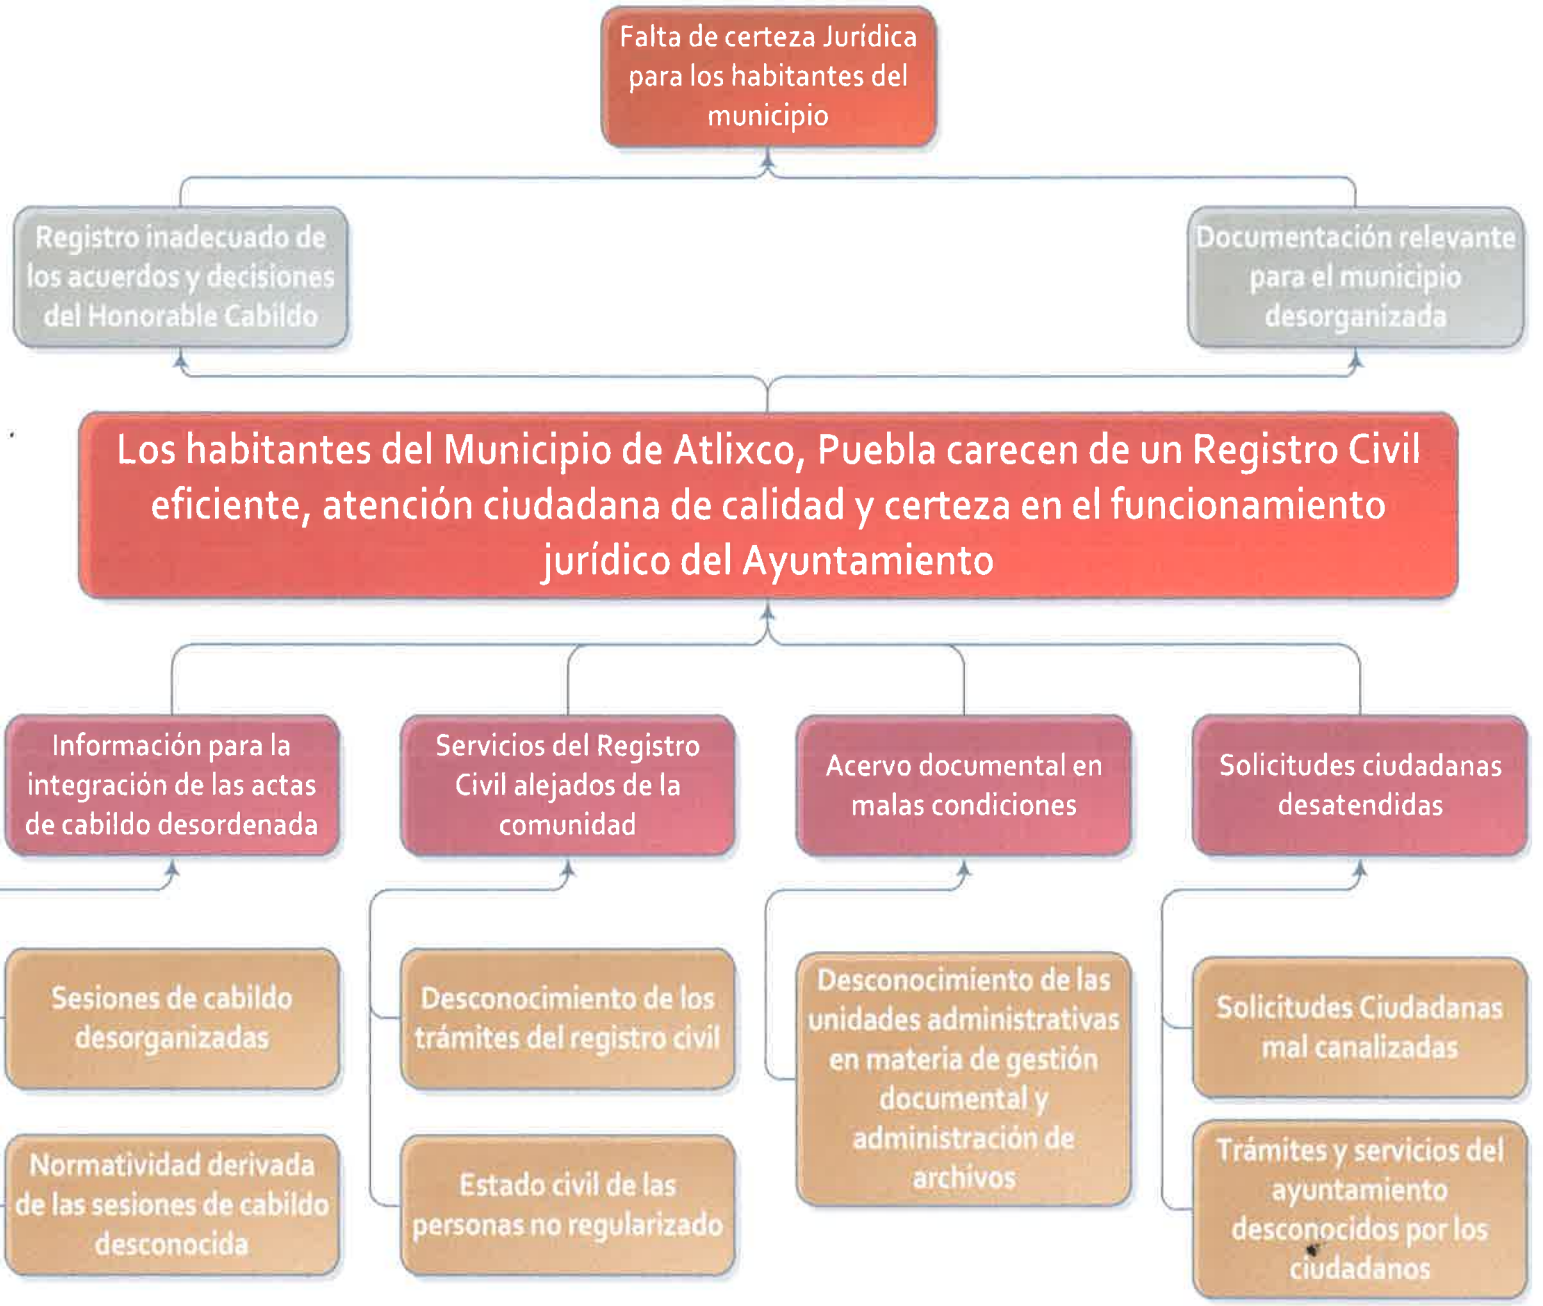 Falta de certeza Jurídica
para los habitantes del
municipio
Registro inadecuado de
los acuerdos y decisiones
del Honorable Cabildo
Documentación relevante
para el municipio
desorganizada
Los habitantes del Municipio de Atlixco, Puebla carecen de un Registro Civil
eficiente, atención ciudadana de calidad y certeza en el funcionamiento
jurídico del Ayuntamiento
Información para la
integración de las actas
de cabildo desordenada
Servicios del Registro
Civil alejados de la
comunidad
Acervo documental en
malas condiciones
Solicitudes ciudadanas
desatendidas
Sesiones de cabildo
desorganizadas
Desconocimiento de los
trámites del registro civil
Desconocimiento de las
unidades administrativas
en materia de gestión
documental y
administración de
archivos
Solicitudes Ciudadanas
mal canalizadas
Normatividad derivada
de las sesiones de cabildo
desconocida
Estado civil de las
personas no regularizado
Trámites y servicios del
ayuntamiento
desconocidos por los
ciudadanos